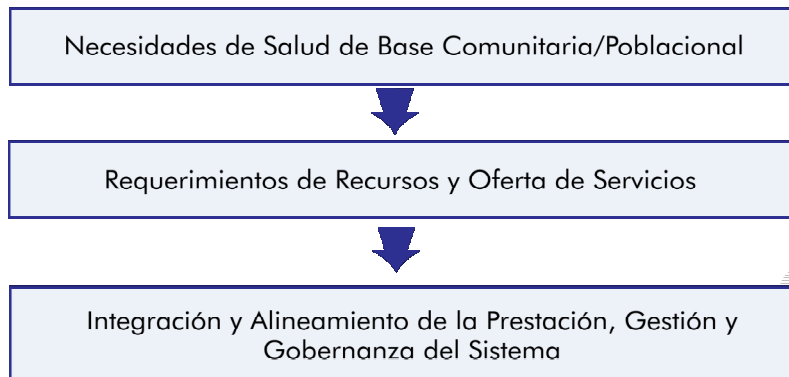 Necesidades de Salud de Base Comunitaria/Poblacional
Requerimientos de Recursos y Oferta de Servicios
Integración y Alineamiento de la Prestación, Gestión y
Gobernanza del Sistema